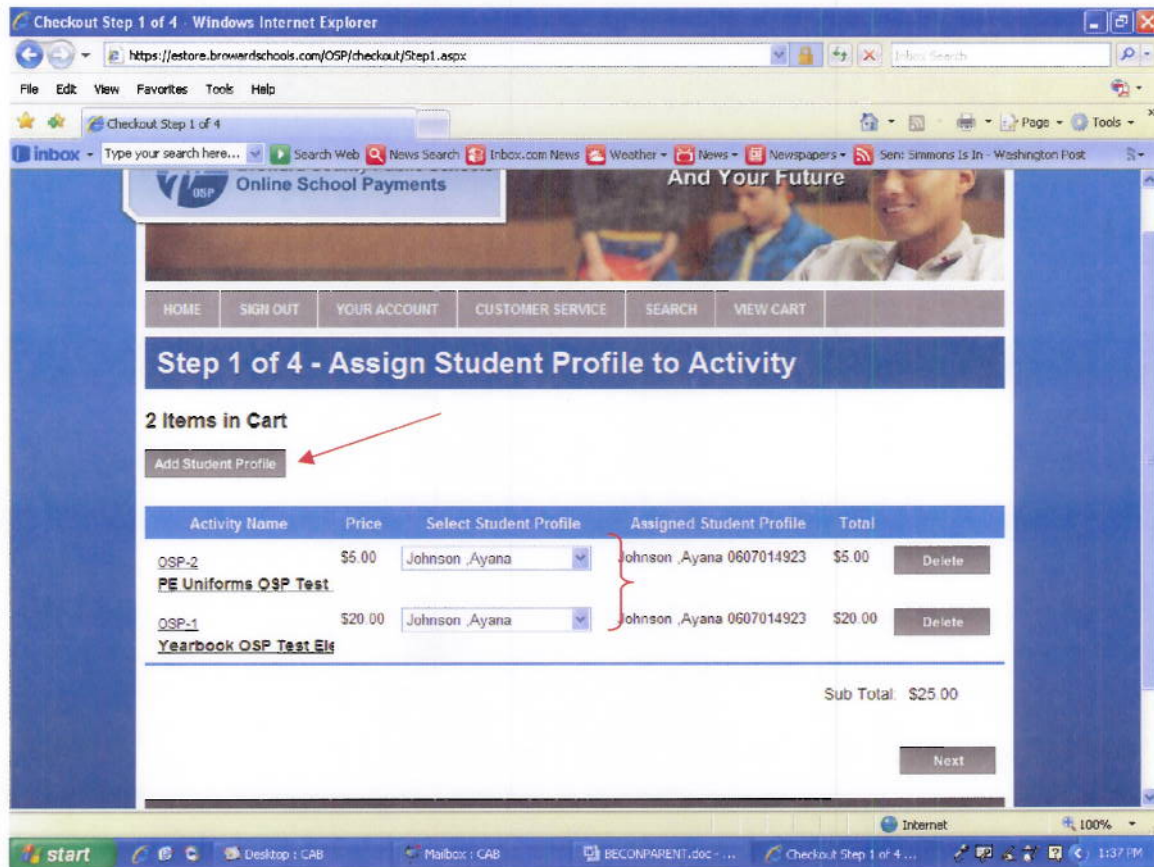 Checkout Step 1 of 4 - Windows Internet Explorer
https://estore.browardschools.com/OSP/checkout/Step1.aspx
Inbox Search
File Edit View Favorites Tools Help
Checkout Step 1 of 4
Page Tools
inbox Type your search here... Search Web News Search Inbox.com News Weather News Newspapers Sen: Simmons Is In - Washington Post
OSP
Online School Payments
And Your Future
HOME SIGN OUT YOUR ACCOUNT CUSTOMER SERVICE SEARCH VIEW CART
Step 1 of 4 - Assign Student Profile to Activity
2 Items in Cart
Add Student Profile
Activity Name Price Select Student Profile Assigned Student Profile Total
OSP-2 $5.00 Johnson ,Ayana Johnson ,Ayana 0607014923 $5.00 Delete
PE Uniforms OSP Test
OSP-1 $20.00 Johnson ,Ayana Johnson ,Ayana 0607014923 $20.00 Delete
Yearbook OSP Test Ele
Sub Total: $25.00
Next
Internet 100%
start Desktop : CAB Mailbox : CAB BECONPARENT.doc - ... Checkout Step 1 of 4 ... 1:37 PM